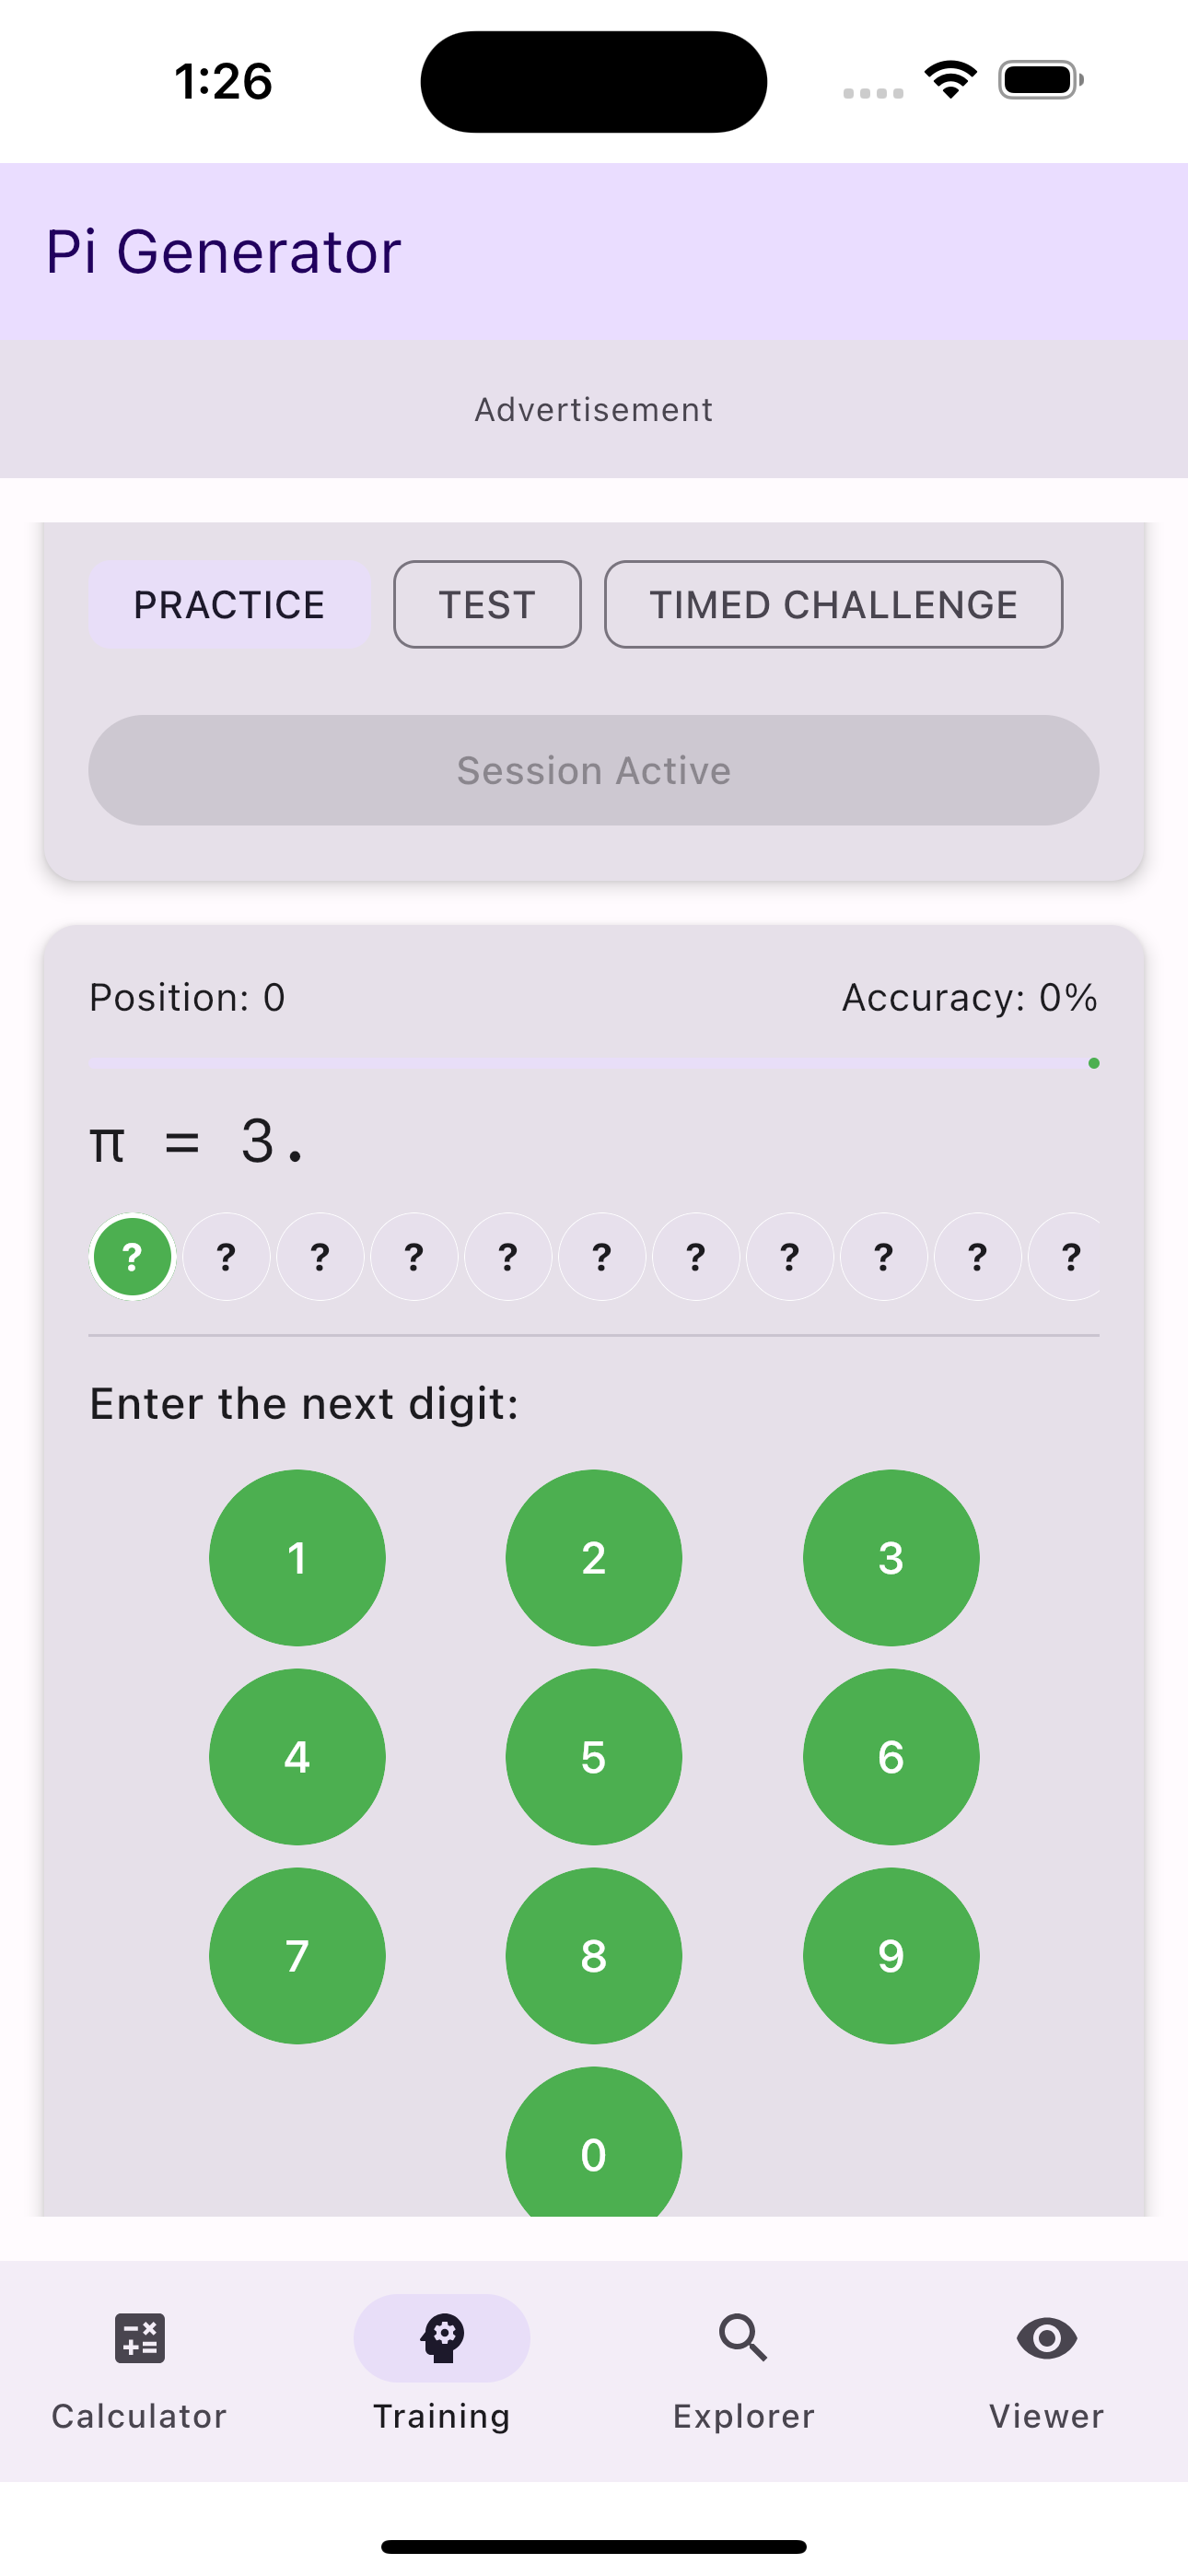 1:26
Pi Generator
Advertisement
PRACTICE TEST TIMED CHALLENGE
Session Active
Position: 0 Accuracy: 0%
π = 3.
? ? ? ? ? ? ? ? ? ? ?
Enter the next digit:
1 2 3
4 5 6
7 8 9
0
Calculator Training Explorer Viewer